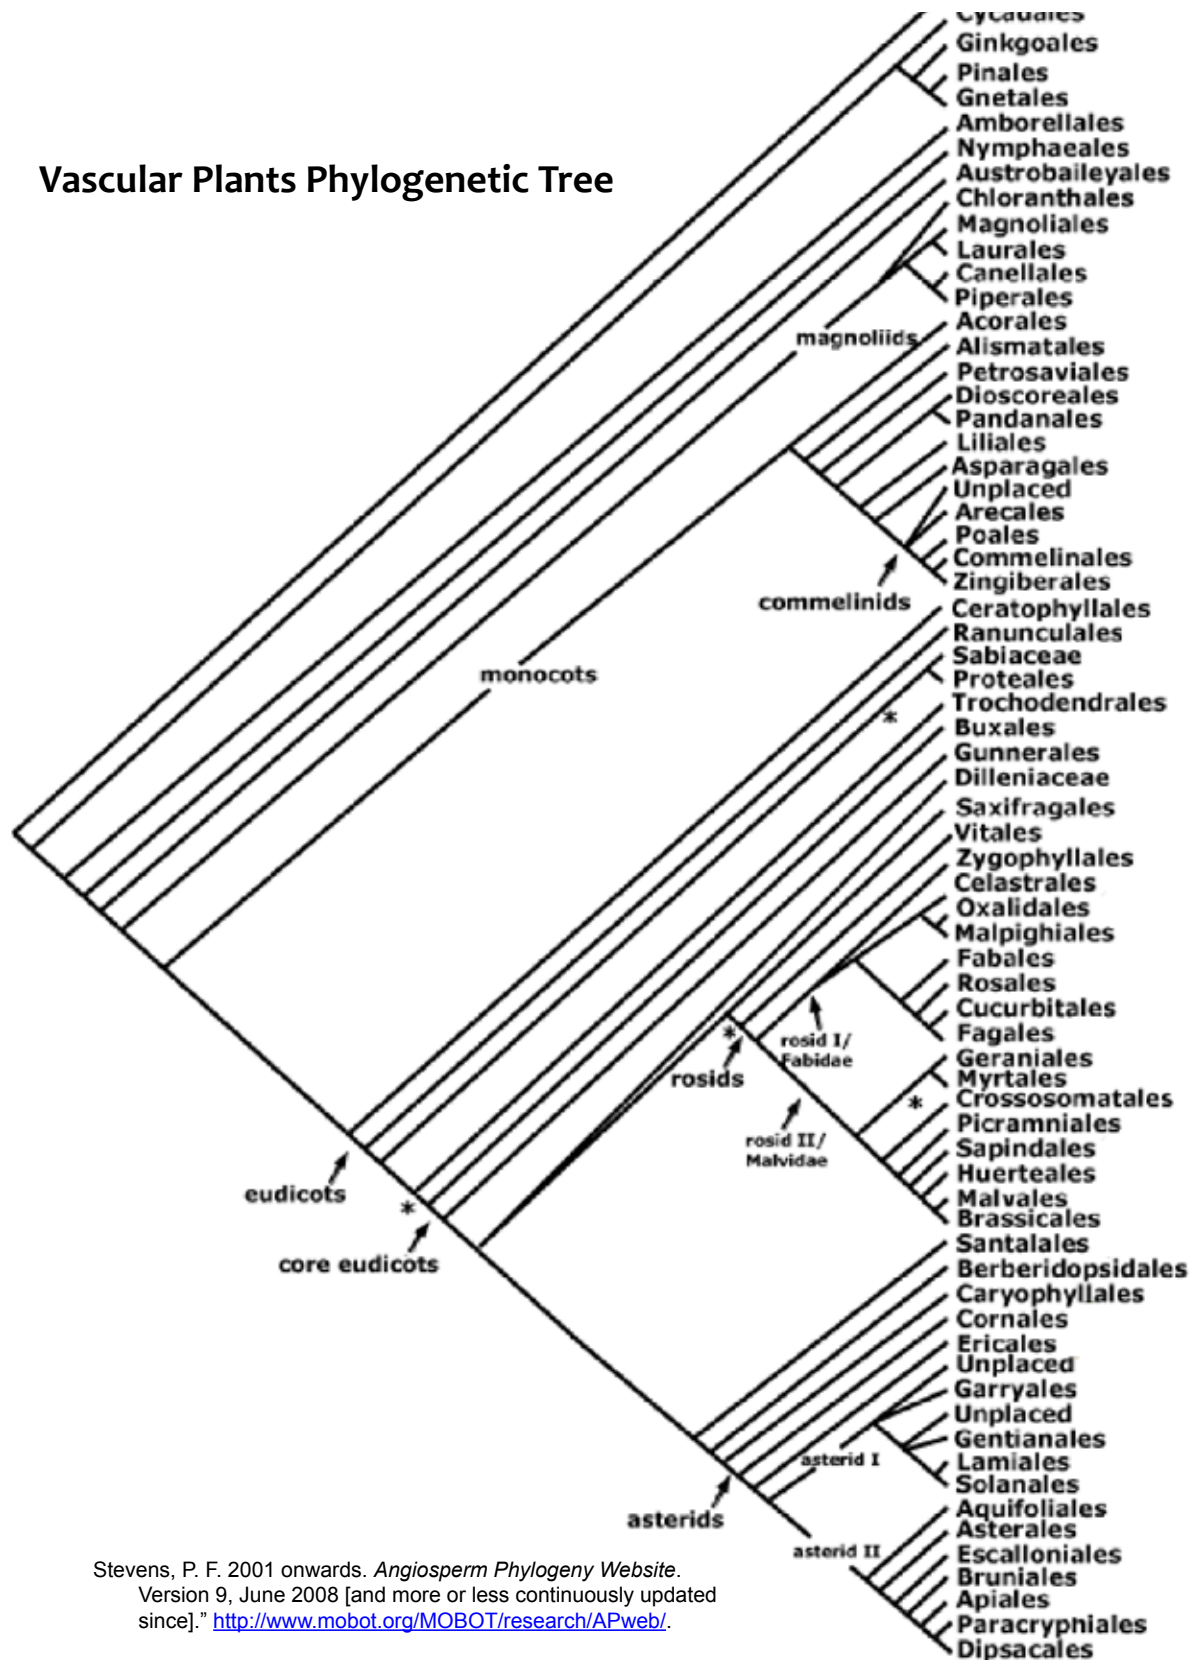 Cycadales
Ginkgoales
Pinales
Gnetales
Amborellales
Nymphaeales
Vascular Plants Phylogenetic Tree
Austrobaileyales
Chloranthales
Magnoliales
Laurales
Canellales
Piperales
Acorales
magnoliids
Alismatales
Petrosaviales
Dioscoreales
Pandanales
Liliales
Asparagales
Unplaced
Arecales
Poales
Commelinales
Zingiberales
commelinids
Ceratophyllales
Ranunculales
Sabiaceae
monocots
Proteales
Trochodendrales
*
Buxales
Gunnerales
Dilleniaceae
Saxifragales
Vitales
Zygophyllales
Celastrales
Oxalidales
Malpighiales
Fabales
Rosales
Cucurbitales
Fagales
*
rosid I/
Fabidae
rosids
Geraniales
Myrtales
Crossosomatales
*
Picramniales
rosid II/
Malvidae
Sapindales
Huerteales
Malvales
Brassicales
eudicots
*
core eudicots
Santalales
Berberidopsidales
Caryophyllales
Cornales
Ericales
Unplaced
Garryales
Unplaced
Gentianales
asterid I
Lamiales
Solanales
asterids
Aquifoliales
Asterales
asterid II
Escalloniales
Bruniales
Apiales
Paracryphiales
Dipsacales
Stevens, P. F. 2001 onwards. Angiosperm Phylogeny Website.
Version 9, June 2008 [and more or less continuously updated
since].” http://www.mobot.org/MOBOT/research/APweb/.